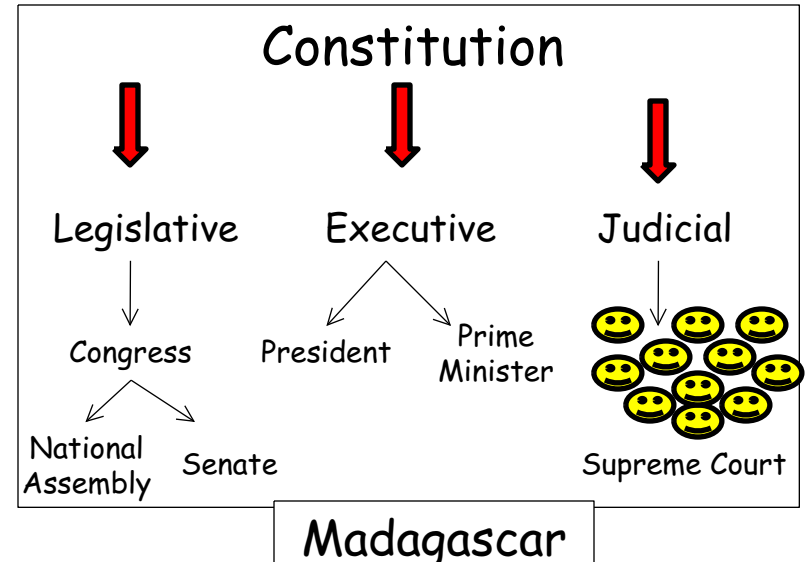 Constitution
Legislative
Executive
Judicial
Congress
President
Prime
Minister
National
Assembly
Senate
Supreme Court
Madagascar